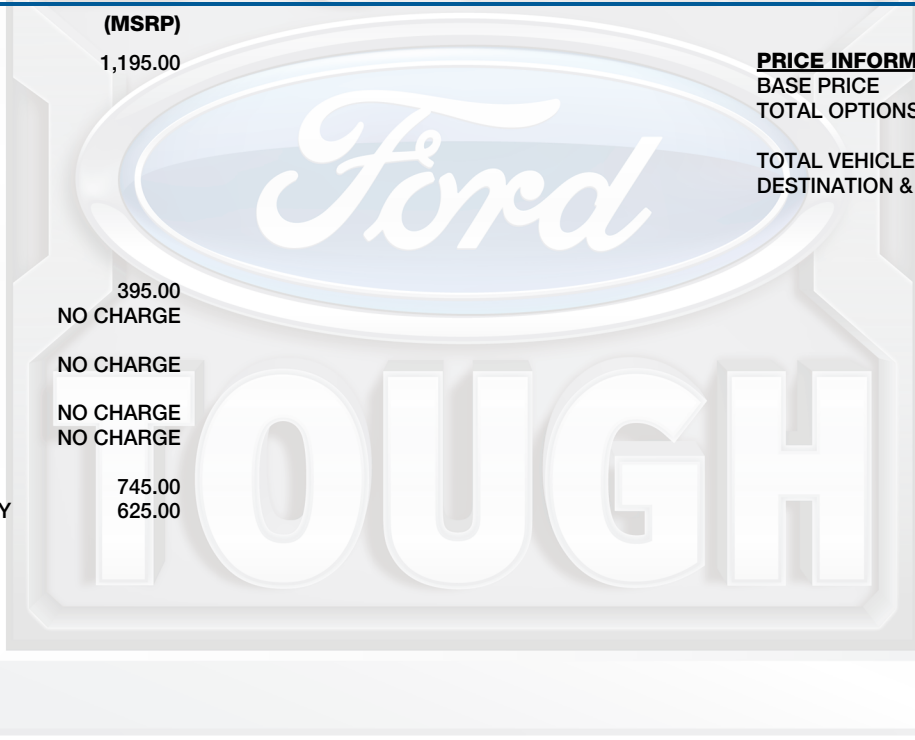 (MSRP)
1,195.00
PRICE INFORM
BASE PRICE
TOTAL OPTIONS
TOTAL VEHICLE
DESTINATION &
Ford
395.00
NO CHARGE
NO CHARGE
NO CHARGE
NO CHARGE
745.00
Y 625.00
TOUGH